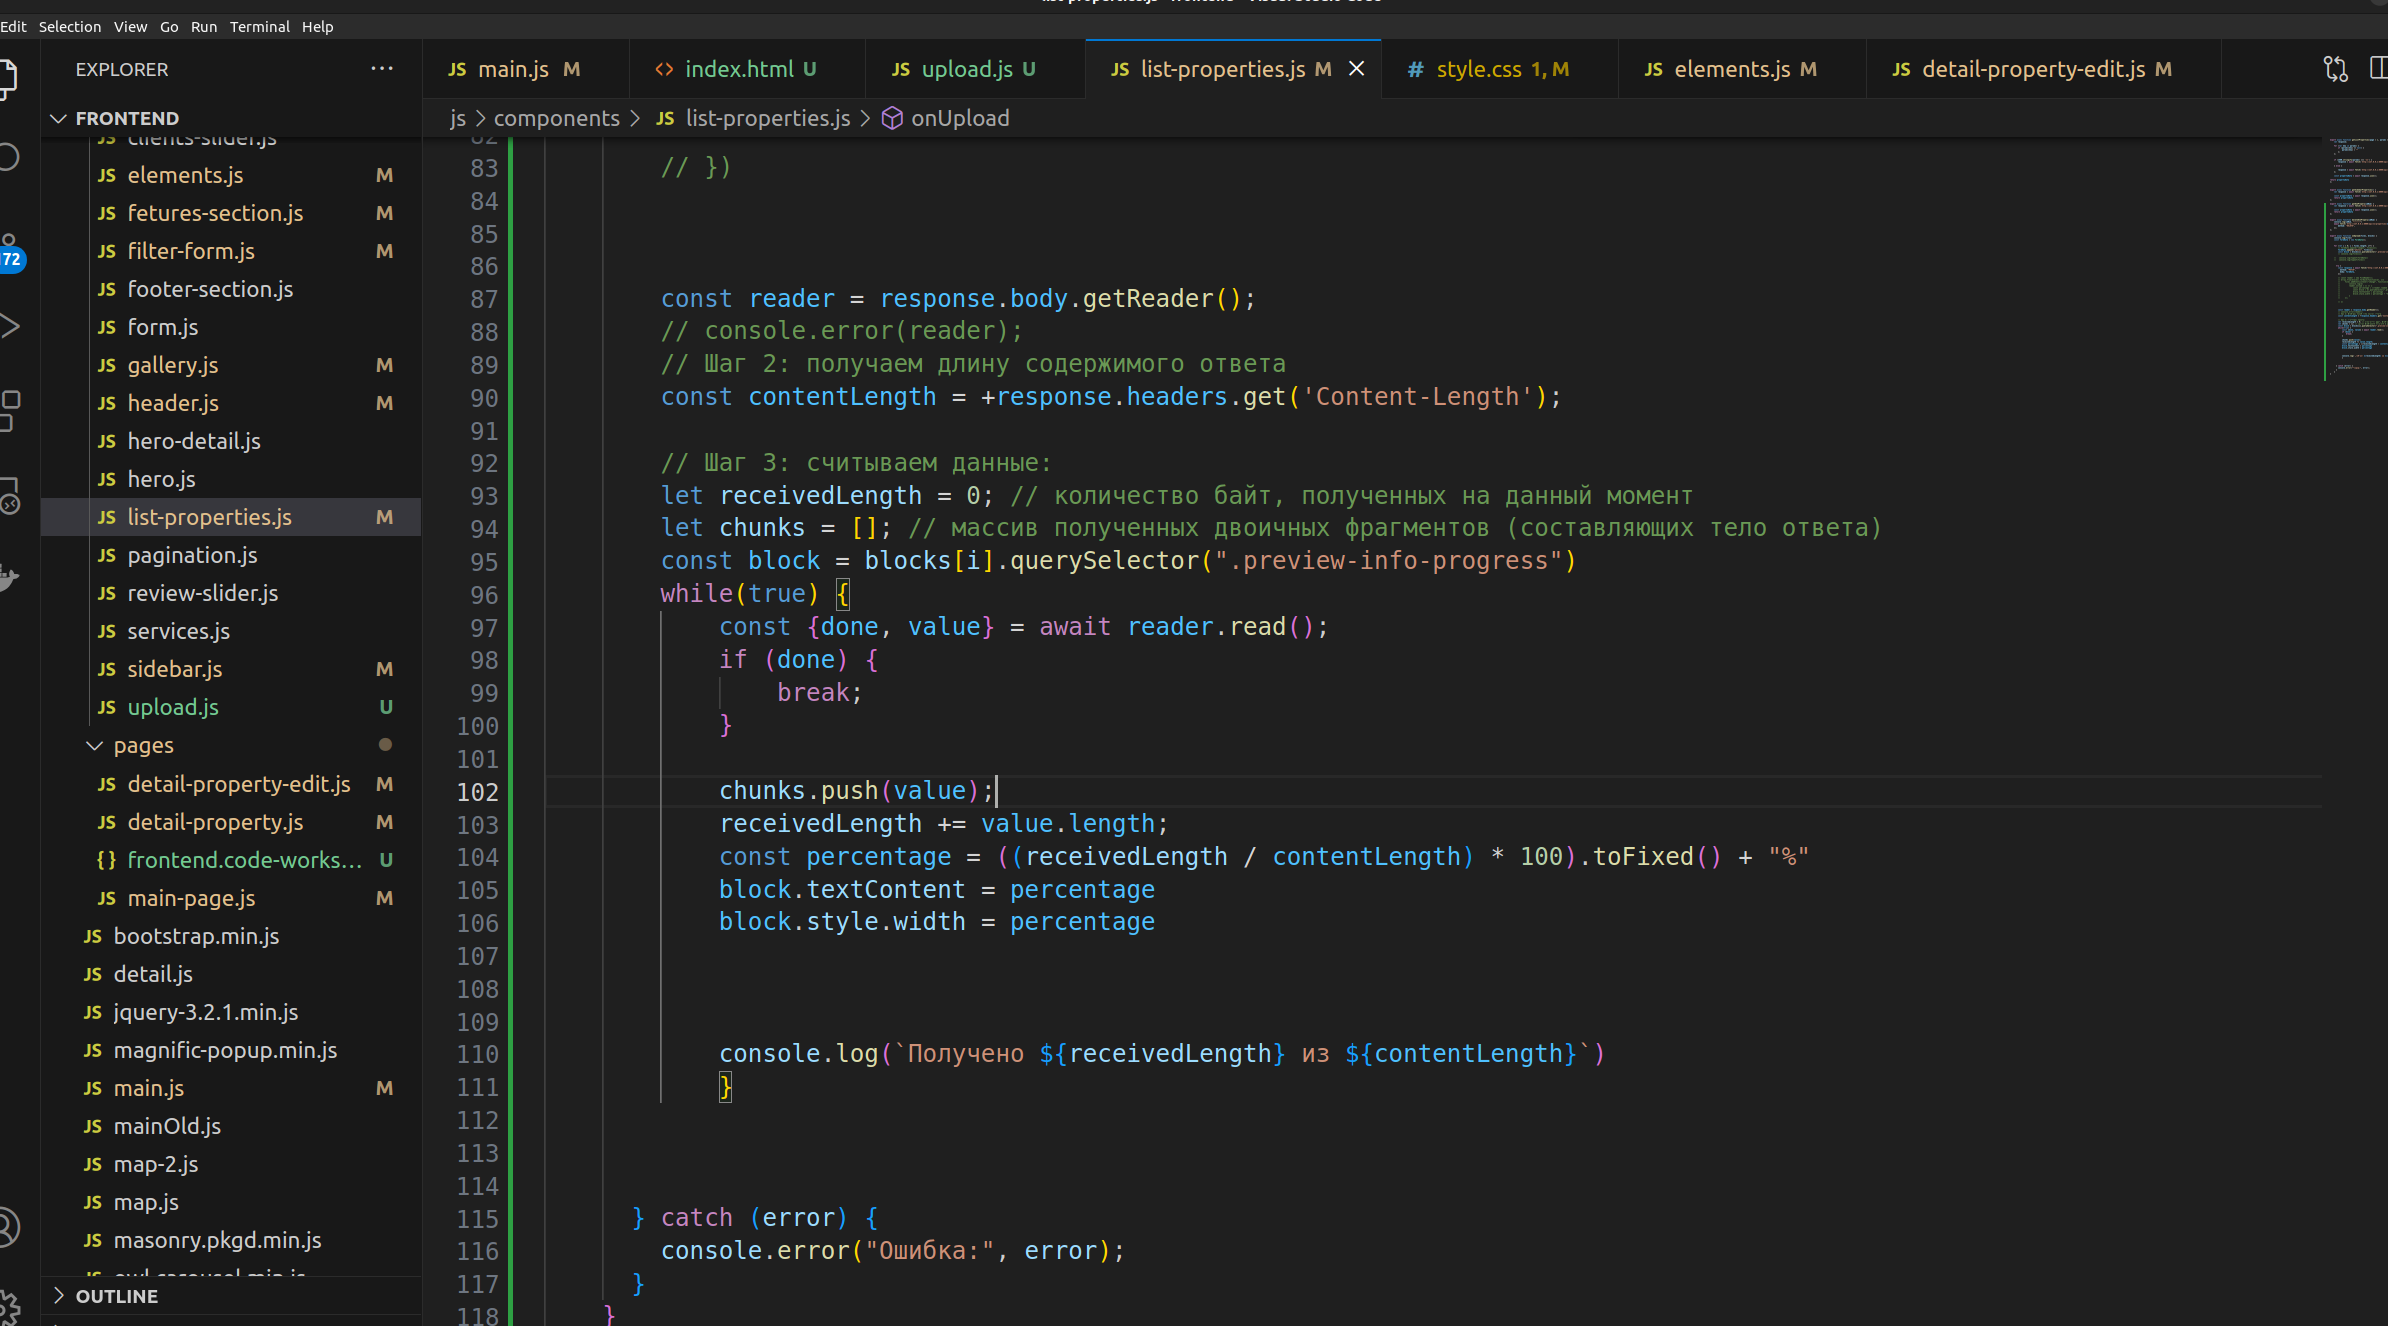 Edit Selection View Go Run Terminal Help
EXPLORER
JS main.js M
<> index.html U
JS upload.js U
JS list-properties.js M
# style.css 1, M
JS elements.js M
JS detail-property-edit.js M
FRONTEND
js > components > JS list-properties.js > onUpload
JS clients-slider.js
JS elements.js M
JS fetures-section.js M
JS filter-form.js M
172
JS footer-section.js
JS form.js
JS gallery.js M
JS header.js M
JS hero-detail.js
JS hero.js
JS list-properties.js M
JS pagination.js
JS review-slider.js
JS services.js
JS sidebar.js M
JS upload.js U
pages
JS detail-property-edit.js M
JS detail-property.js M
{} frontend.code-works... U
JS main-page.js M
JS bootstrap.min.js
JS detail.js
JS jquery-3.2.1.min.js
JS magnific-popup.min.js
JS main.js M
JS mainOld.js
JS map-2.js
JS map.js
JS masonry.pkgd.min.js
JS owl.carousel.min.js
OUTLINE
82
83 // })
84
85
86
87 const reader = response.body.getReader();
88 // console.error(reader);
89 // Шаг 2: получаем длину содержимого ответа
90 const contentLength = +response.headers.get('Content-Length');
91
92 // Шаг 3: считываем данные:
93 let receivedLength = 0; // количество байт, полученных на данный момент
94 let chunks = []; // массив полученных двоичных фрагментов (составляющих тело ответа)
95 const block = blocks[i].querySelector(".preview-info-progress")
96 while(true) {
97 const {done, value} = await reader.read();
98 if (done) {
99 break;
100 }
101
102 chunks.push(value);
103 receivedLength += value.length;
104 const percentage = ((receivedLength / contentLength) * 100).toFixed() + "%"
105 block.textContent = percentage
106 block.style.width = percentage
107
108
109
110 console.log(`Получено ${receivedLength} из ${contentLength}`)
111 }
112
113
114
115 } catch (error) {
116 console.error("Ошибка:", error);
117 }
118 }